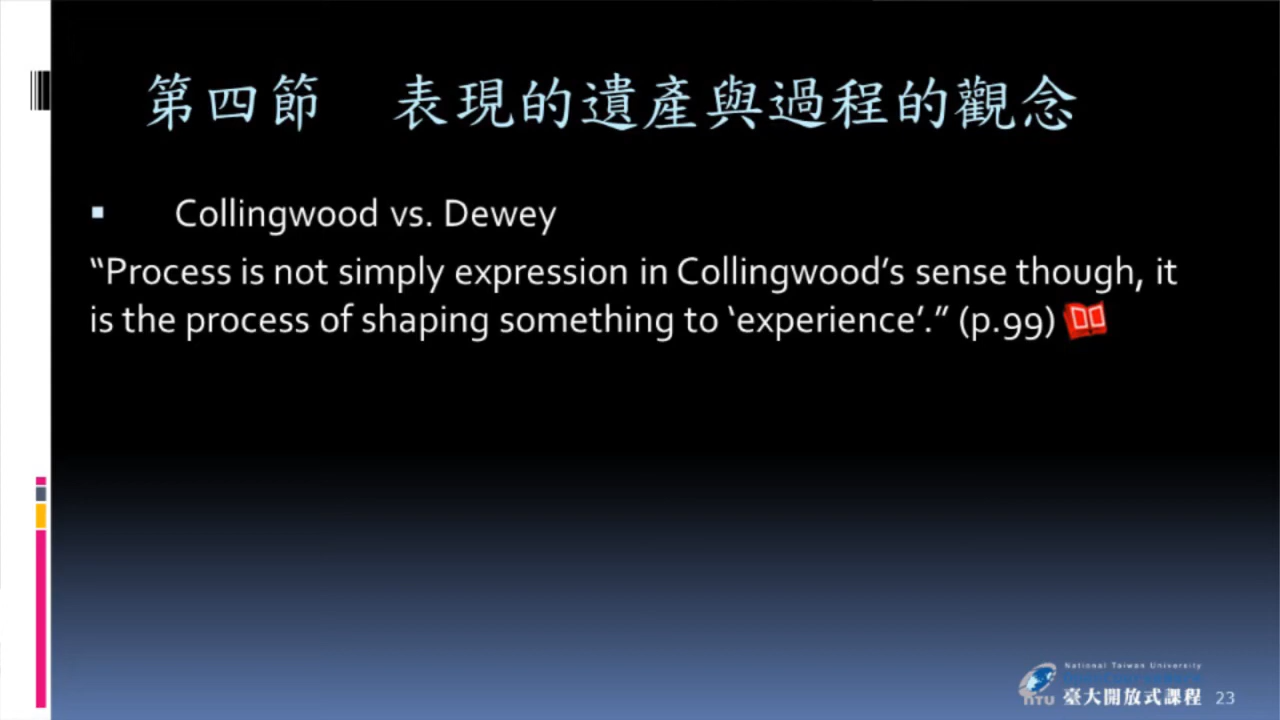 第四節　表現的遺產與過程的觀念
Collingwood vs. Dewey
“Process is not simply expression in Collingwood’s sense though, it
is the process of shaping something to ‘experience’.” (p.99)
National Taiwan University
NTU 臺大開放式課程 23